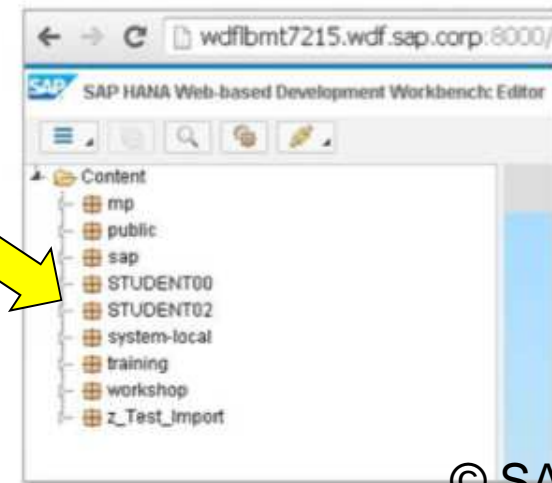 wdflbmt7215.wdf.sap.corp:8000/
SAP SAP HANA Web-based Development Workbench: Editor
Content
mp
public
sap
STUDENT00
STUDENT02
system-local
training
workshop
z_Test_Import
© SA